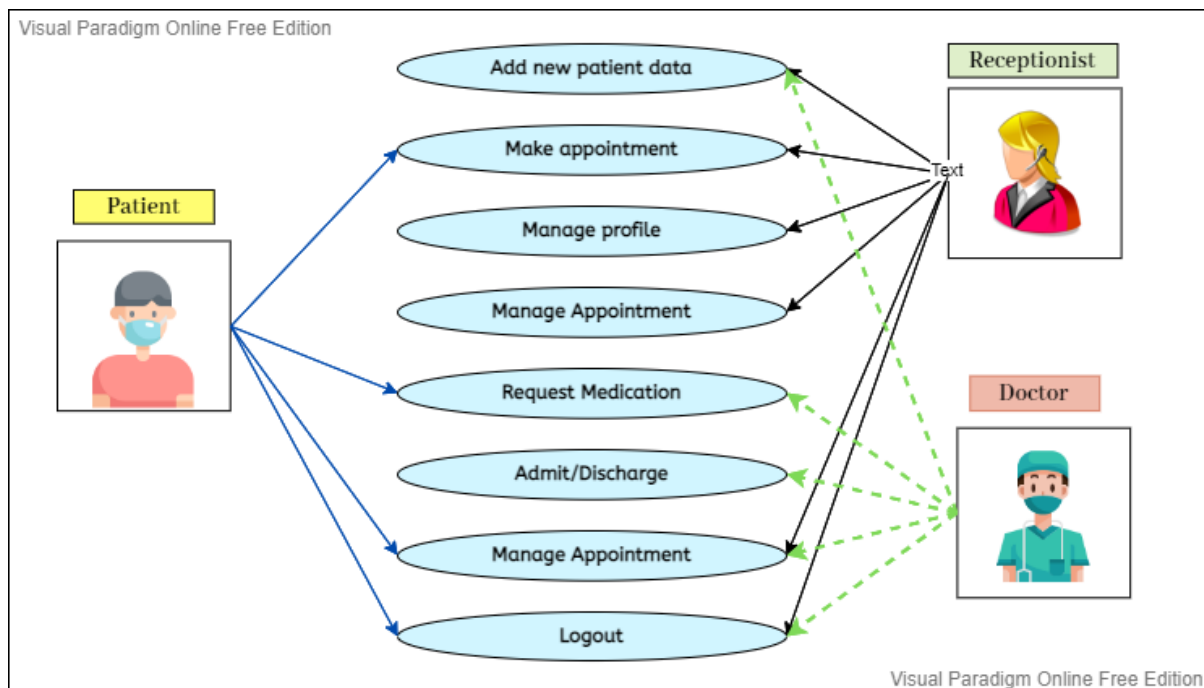 Visual Paradigm Online Free Edition
Add new patient data
Receptionist
Make appointment
Text
Patient
Manage profile
Manage Appointment
Request Medication
Doctor
Admit/Discharge
Manage Appointment
Logout
Visual Paradigm Online Free Edition